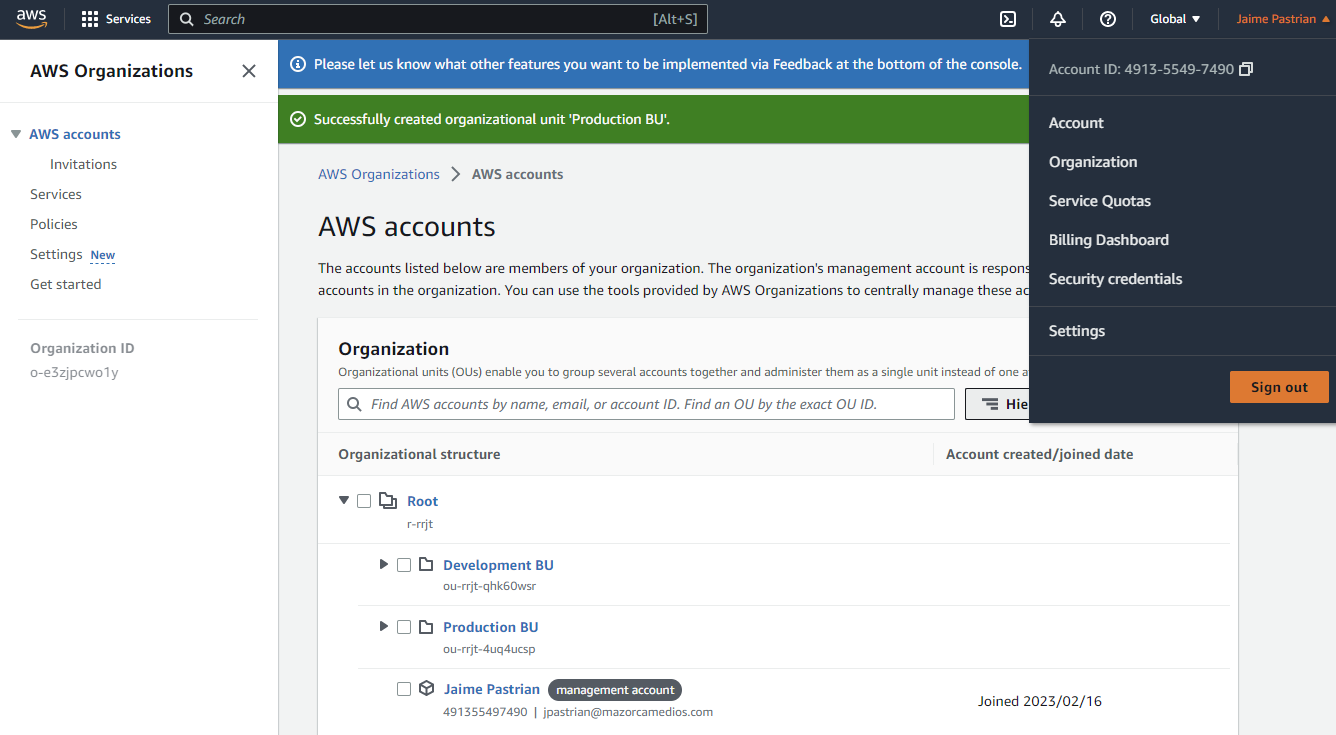 aws
Services
Search
[Alt+S]
Global
Jaime Pastrian
AWS Organizations
AWS accounts
Invitations
Services
Policies
Settings New
Get started
Organization ID
o-e3zjpcwo1y
Please let us know what other features you want to be implemented via Feedback at the bottom of the console.
Successfully created organizational unit 'Production BU'.
AWS Organizations > AWS accounts
AWS accounts
The accounts listed below are members of your organization. The organization's management account is respons
accounts in the organization. You can use the tools provided by AWS Organizations to centrally manage these ac
Organization
Organizational units (OUs) enable you to group several accounts together and administer them as a single unit instead of one a
Find AWS accounts by name, email, or account ID. Find an OU by the exact OU ID.
Hie
Organizational structure
Account created/joined date
Root
r-rrjt
Development BU
ou-rrjt-qhk60wsr
Production BU
ou-rrjt-4uq4ucsp
Jaime Pastrian management account
491355497490 | jpastrian@mazorcamedios.com
Joined 2023/02/16
Account ID: 4913-5549-7490
Account
Organization
Service Quotas
Billing Dashboard
Security credentials
Settings
Sign out